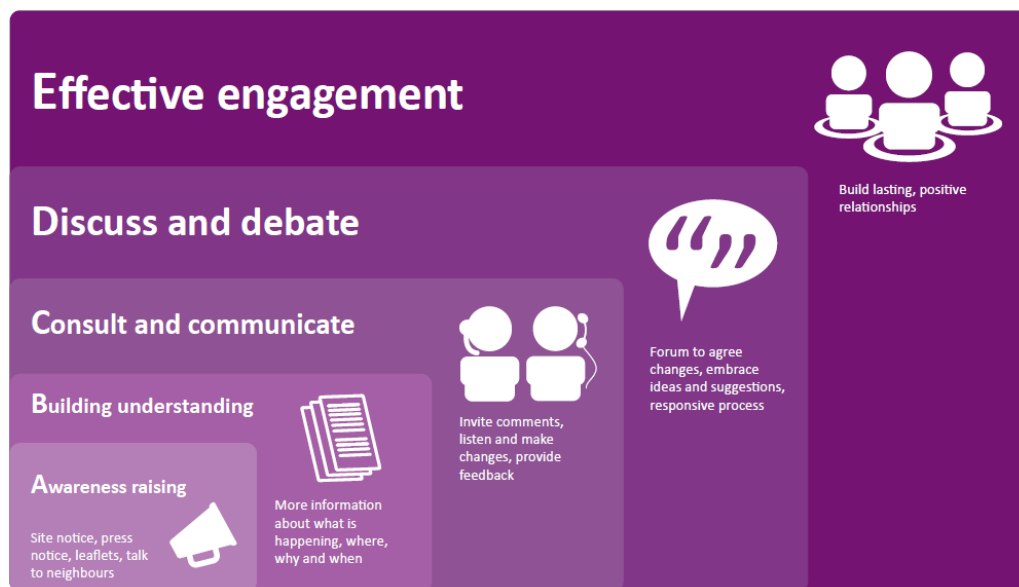 Effective engagement
Build lasting, positive
relationships
Discuss and debate
Forum to agree
changes, embrace
ideas and suggestions,
responsive process
Consult and communicate
Invite comments,
listen and make
changes, provide
feedback
Building understanding
More information
about what is
happening, where,
why and when
Awareness raising
Site notice, press
notice, leaflets, talk
to neighbours